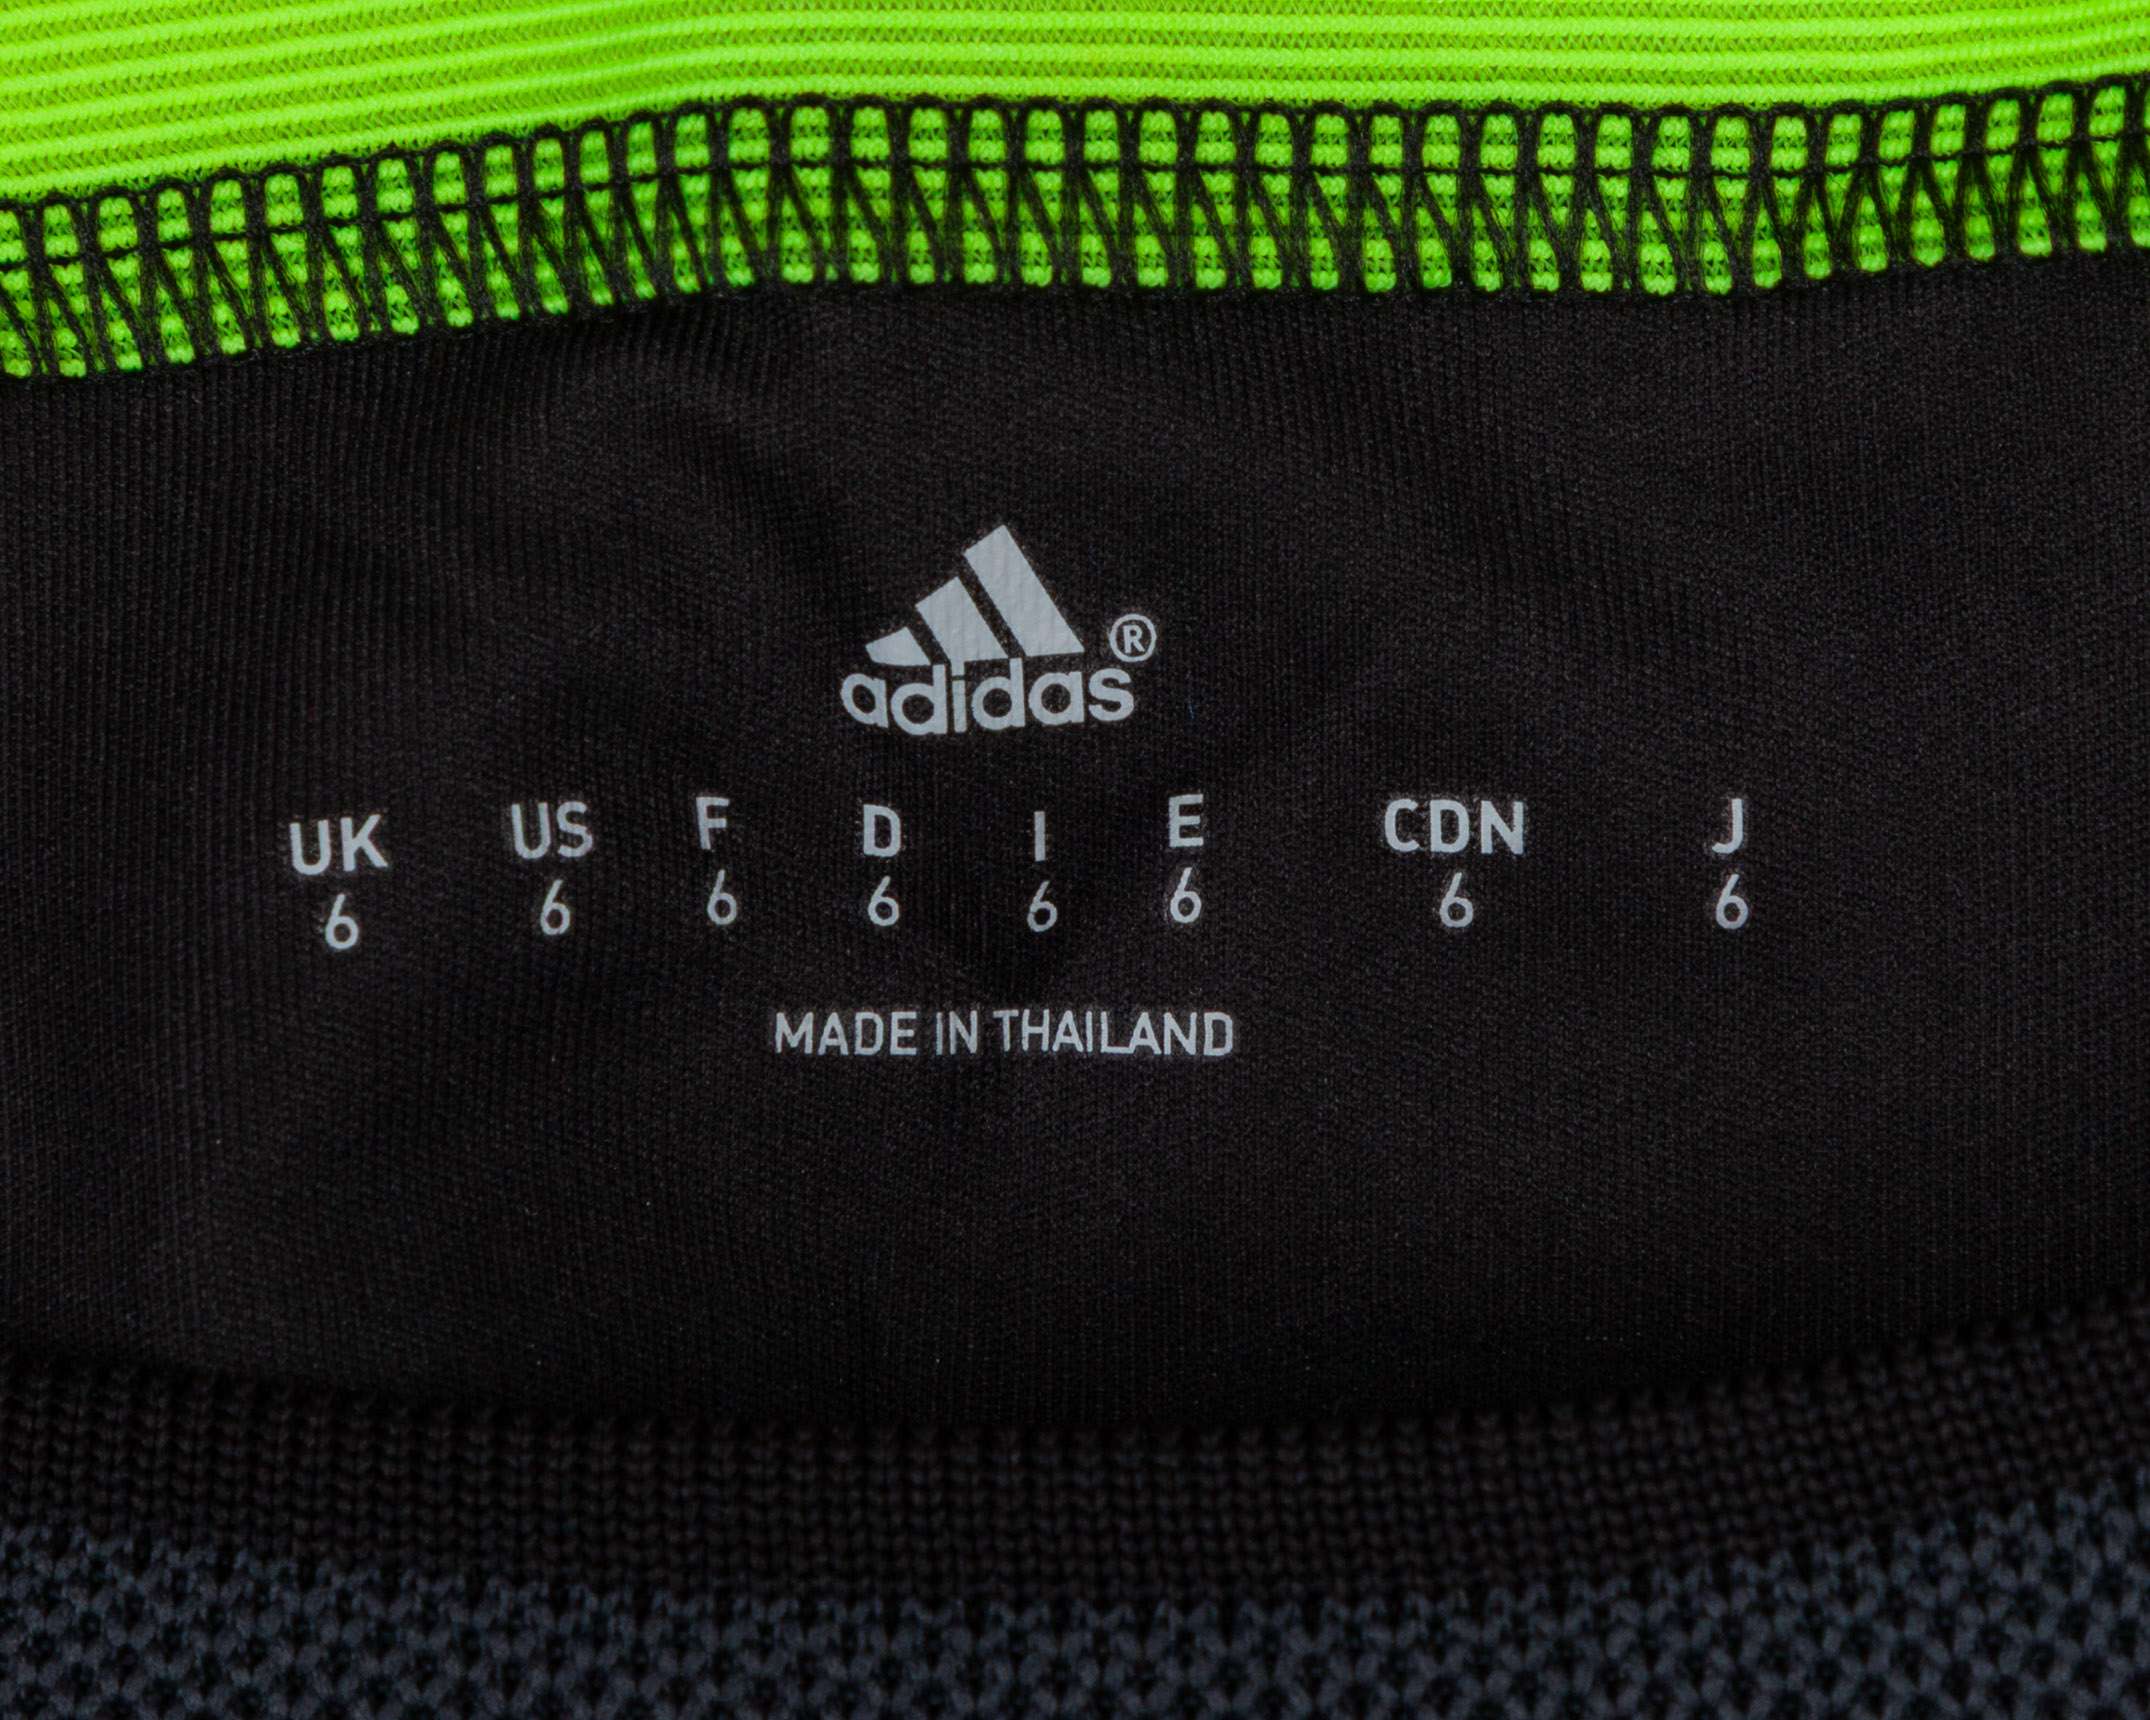 adidas®
UK US F D I E CDN J
6 6 6 6 6 6 6 6
MADE IN THAILAND